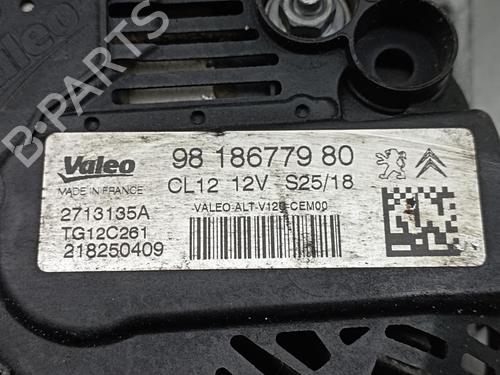 Valeo
B-PARTS
Valeo
MADE IN FRANCE
98 186779 80
CL12 12V S25/18
VALEO-ALT-V120-CEM00
2713135A
TG12C261
218250409